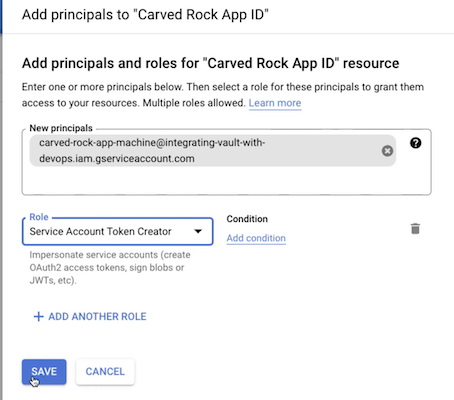 Add principals to "Carved Rock App ID"
Add principals and roles for "Carved Rock App ID" resource
Enter one or more principals below. Then select a role for these principals to grant them
access to your resources. Multiple roles allowed. Learn more
New principals
carved-rock-app-machine@integrating-vault-with-
devops.iam.gserviceaccount.com
Role
Service Account Token Creator
Condition
Add condition
Impersonate service accounts (create
OAuth2 access tokens, sign blobs or
JWTs, etc).
+ ADD ANOTHER ROLE
SAVE
CANCEL